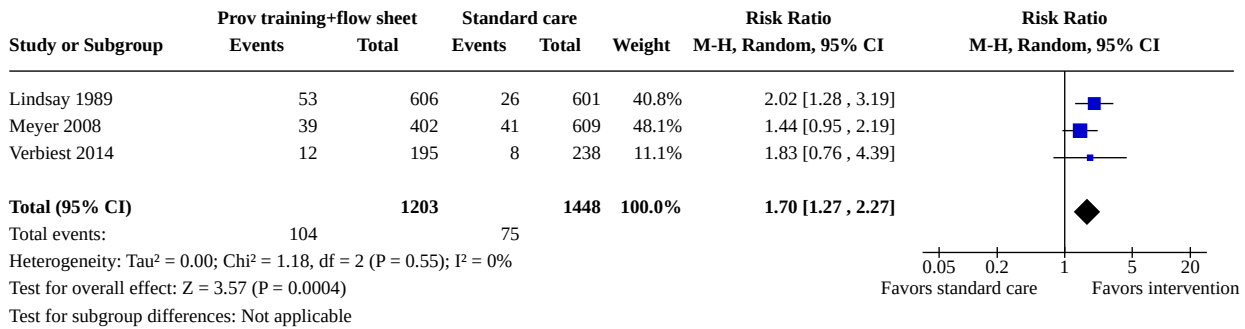 Prov training+flow sheet Standard care Risk Ratio Risk Ratio
Study or Subgroup Events Total Events Total Weight M-H, Random, 95% CI M-H, Random, 95% CI
Lindsay 1989 53 606 26 601 40.8% 2.02 [1.28 , 3.19]
Meyer 2008 39 402 41 609 48.1% 1.44 [0.95 , 2.19]
Verbiest 2014 12 195 8 238 11.1% 1.83 [0.76 , 4.39]
Total (95% CI) 1203 1448 100.0% 1.70 [1.27 , 2.27]
Total events: 104 75
Heterogeneity: Tau² = 0.00; Chi² = 1.18, df = 2 (P = 0.55); I² = 0% 0.05 0.2 1 5 20
Test for overall effect: Z = 3.57 (P = 0.0004) Favors standard care Favors intervention
Test for subgroup differences: Not applicable